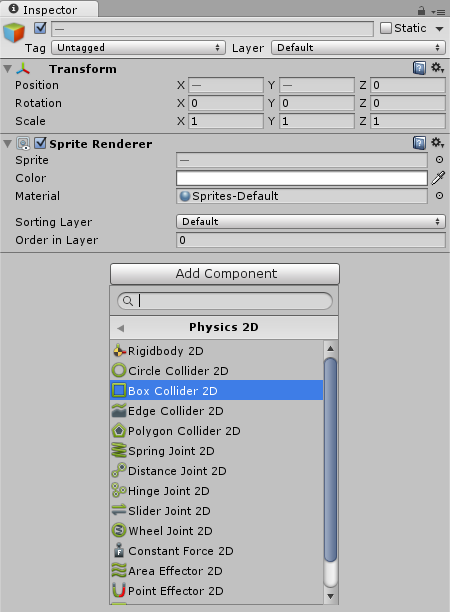 Inspector
— Static
Tag Untagged Layer Default
Transform
Position X — Y — Z 0
Rotation X 0 Y 0 Z 0
Scale X 1 Y 1 Z 1
Sprite Renderer
Sprite —
Color
Material Sprites-Default
Sorting Layer Default
Order in Layer 0
Add Component
Physics 2D
Rigidbody 2D
Circle Collider 2D
Box Collider 2D
Edge Collider 2D
Polygon Collider 2D
Spring Joint 2D
Distance Joint 2D
Hinge Joint 2D
Slider Joint 2D
Wheel Joint 2D
Constant Force 2D
Area Effector 2D
Point Effector 2D